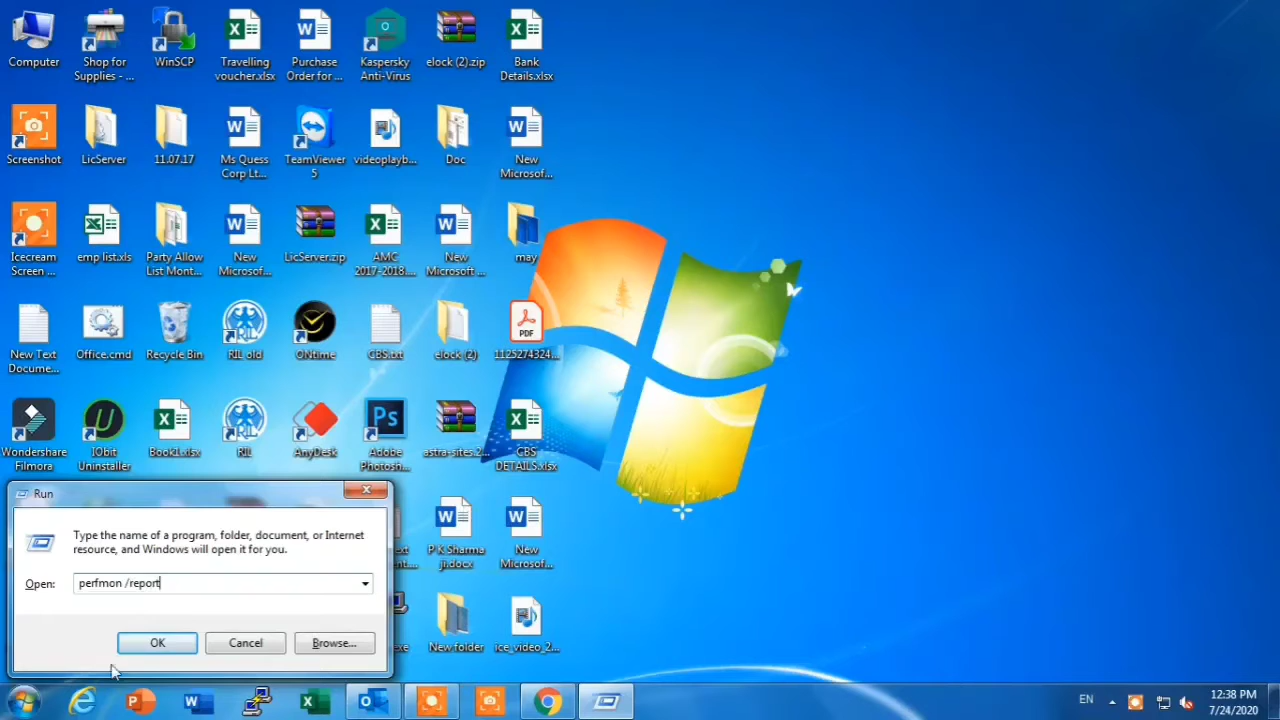 Computer
Shop for
Supplies - ...
WinSCP
Travelling
voucher.xlsx
Purchase
Order for ...
Kaspersky
Anti-Virus
elock (2).zip
Bank
Details.xlsx
Screenshot
LicServer
11.07.17
Ms Quess
Corp Lt...
TeamViewer
5
videoplayb...
Doc
New
Microsof...
Icecream
Screen ...
emp list.xls
Party Allow
List Mont...
New
Microsof...
LicServer.zip
AMC
2017-2018....
New
Microsoft ...
may
New Text
Docume...
Office.cmd
Recycle Bin
RIL old
ONtime
CBS.txt
elock (2)
PDF
1125274324...
Wondershare
Filmora
IObit
Uninstaller
Book1.xlsx
RIL
AnyDesk
Ps
Adobe
Photosh...
astra-sites.2...
CBS
DETAILS.xlsx
P K Sharma
ji.docx
New
Microsof...
New folder
ice_video_2...
Run
Type the name of a program, folder, document, or Internet
resource, and Windows will open it for you.
Open:
perfmon /report
OK
Cancel
Browse...
EN
12:38 PM
7/24/2020